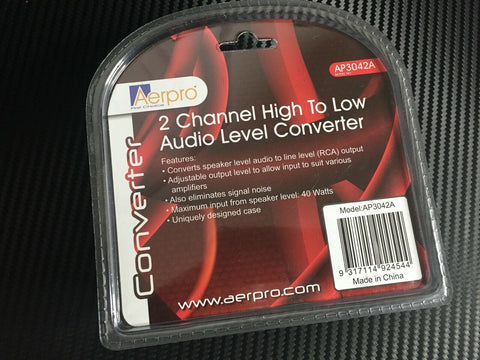 AP3042A
Aerpro
First Choice
2 Channel High To Low
Audio Level Converter
Converter
Features:
• Converts speaker level audio to line level (RCA) output
• Adjustable output level to allow input to suit various
amplifiers
• Also eliminates signal noise
• Maximum input from speaker level: 40 Watts
• Uniquely designed case
Model:AP3042A
9 317114 924544
Made in China
www.aerpro.com